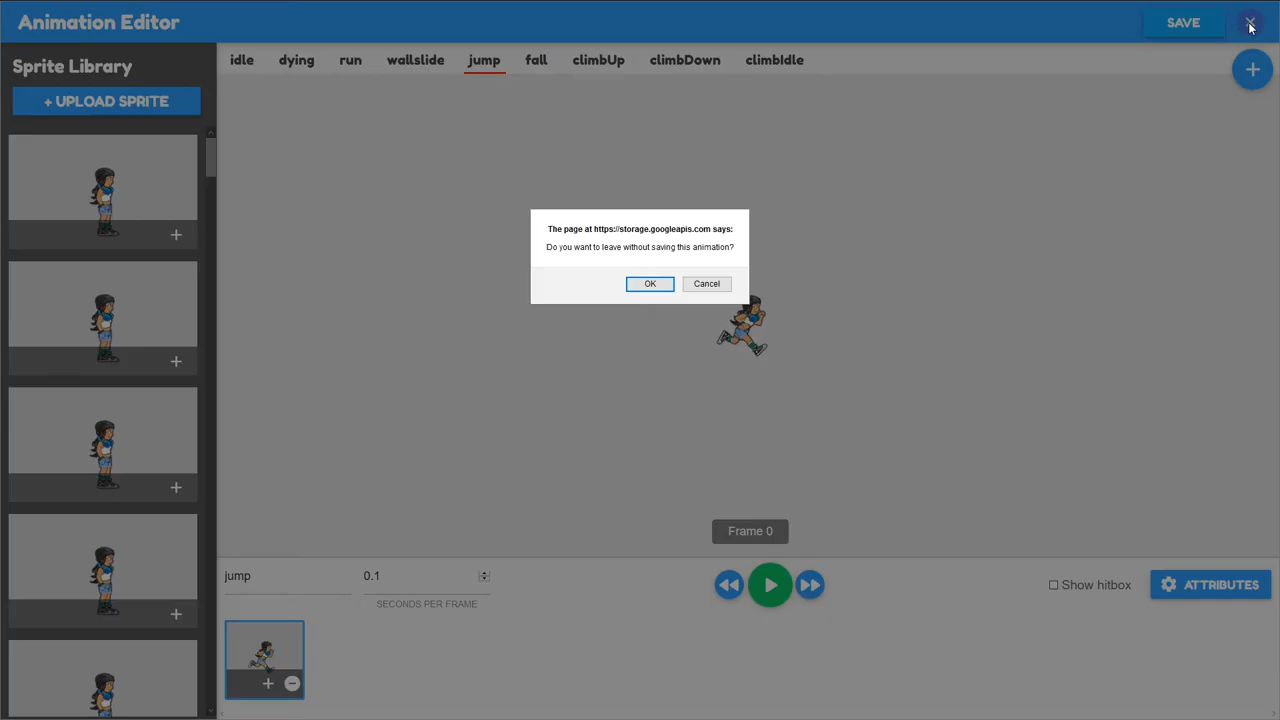 Animation Editor
SAVE
Sprite Library
+ UPLOAD SPRITE
idle dying run wallslide jump fall climbUp climbDown climbIdle
The page at https://storage.googleapis.com says:
Do you want to leave without saving this animation?
OK Cancel
Frame 0
jump
0.1
SECONDS PER FRAME
Show hitbox
ATTRIBUTES